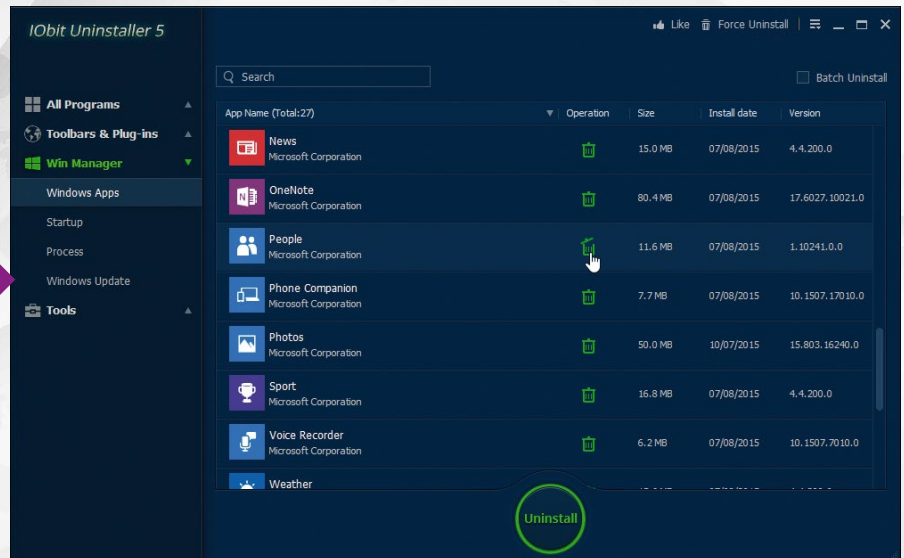 IObit Uninstaller 5
Like
Force Uninstall
Search
Batch Uninstall
All Programs
Toolbars & Plug-ins
Win Manager
Windows Apps
Startup
Process
Windows Update
Tools
App Name (Total:27) Operation Size Install date Version
News
Microsoft Corporation
15.0 MB 07/08/2015 4.4.200.0
OneNote
Microsoft Corporation
80.4 MB 07/08/2015 17.6027.10021.0
People
Microsoft Corporation
11.6 MB 07/08/2015 1.10241.0.0
Phone Companion
Microsoft Corporation
7.7 MB 07/08/2015 10.1507.17010.0
Photos
Microsoft Corporation
50.0 MB 10/07/2015 15.803.16240.0
Sport
Microsoft Corporation
16.8 MB 07/08/2015 4.4.200.0
Voice Recorder
Microsoft Corporation
6.2 MB 07/08/2015 10.1507.7010.0
Weather
Uninstall